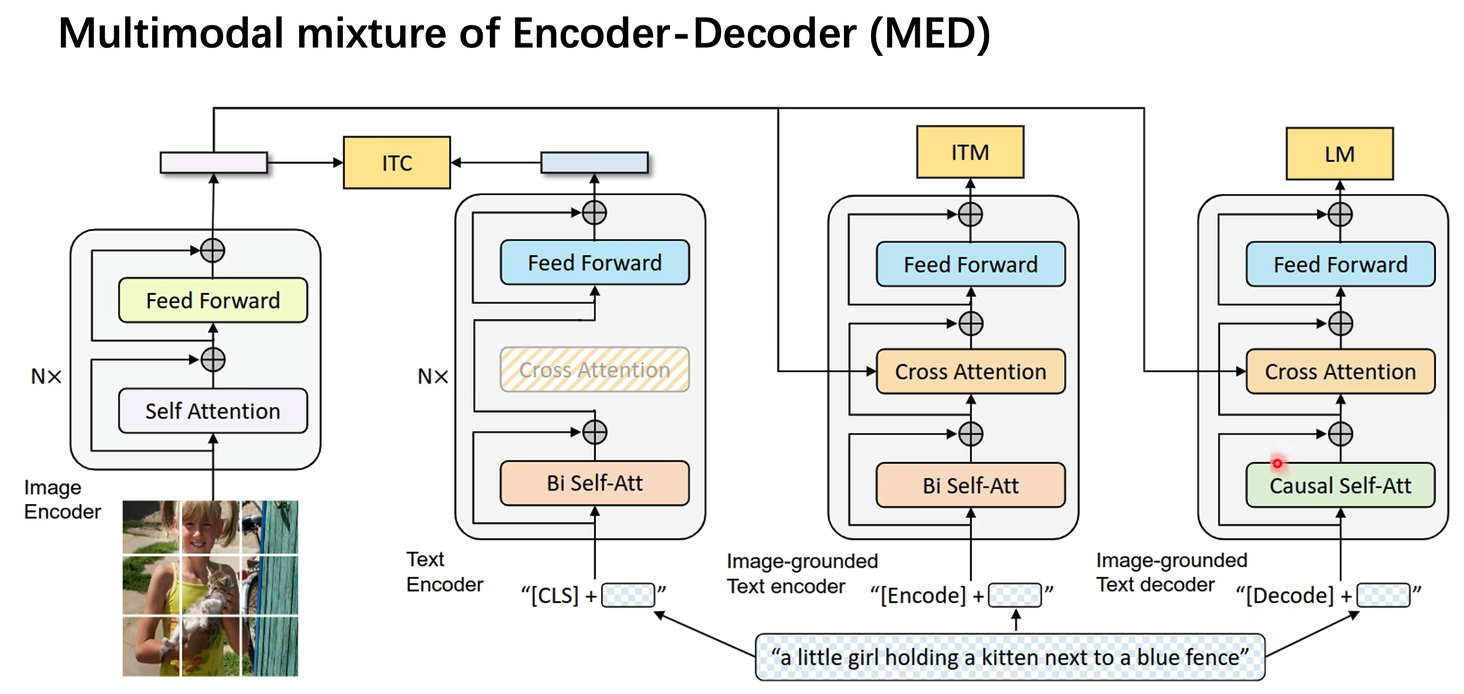 Multimodal mixture of Encoder-Decoder (MED)
ITC
ITM
LM
Feed Forward
Self Attention
N×
Image
Encoder
Feed Forward
Cross Attention
Bi Self-Att
N×
Text
Encoder
“[CLS] + ”
Feed Forward
Cross Attention
Bi Self-Att
Image-grounded
Text encoder
“[Encode] + ”
Feed Forward
Cross Attention
Causal Self-Att
Image-grounded
Text decoder
“[Decode] + ”
“a little girl holding a kitten next to a blue fence”